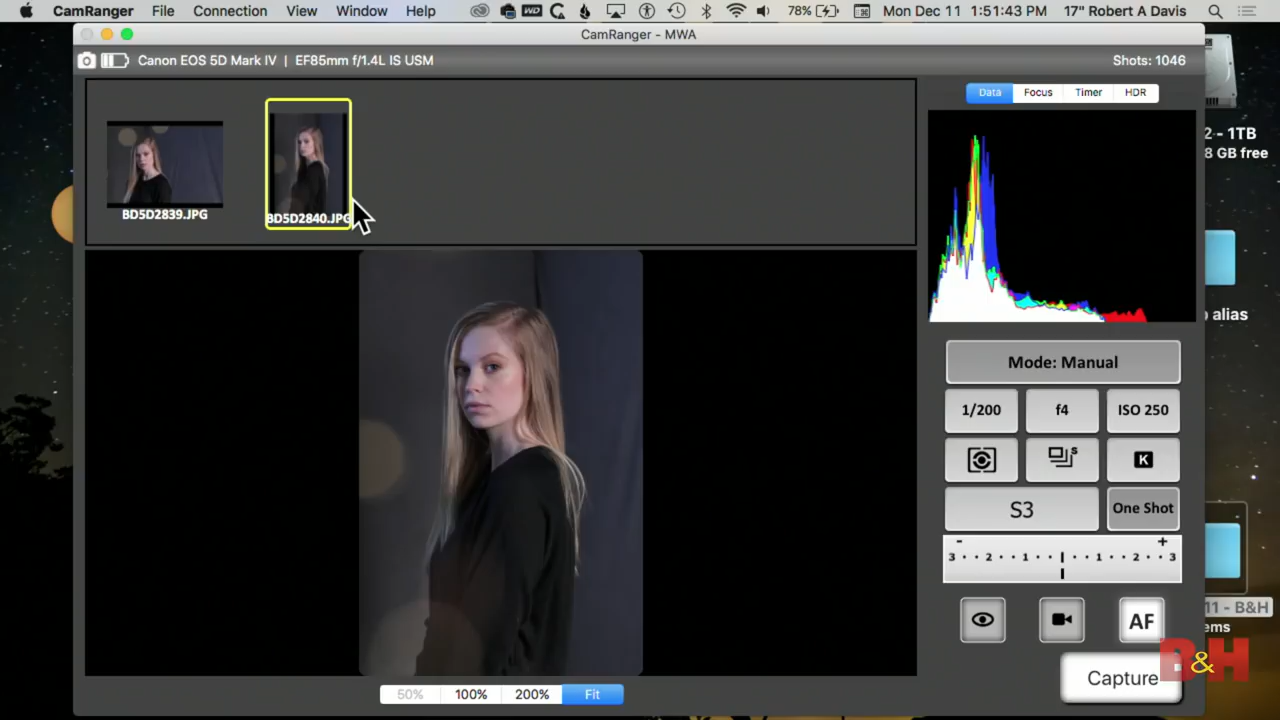 CamRanger File Connection View Window Help WD 78% Mon Dec 11 1:51:43 PM 17" Robert A Davis
CamRanger - MWA
Canon EOS 5D Mark IV | EF85mm f/1.4L IS USM Shots: 1046
Data Focus Timer HDR
2 - 1TB
8 GB free
BD5D2839.JPG BD5D2840.JPG
alias
Mode: Manual
1/200 f4 ISO 250
S K
S3 One Shot
- +
3 2 1 1 2 3
11 - B&H
ems
AF
B&H
Capture
50% 100% 200% Fit